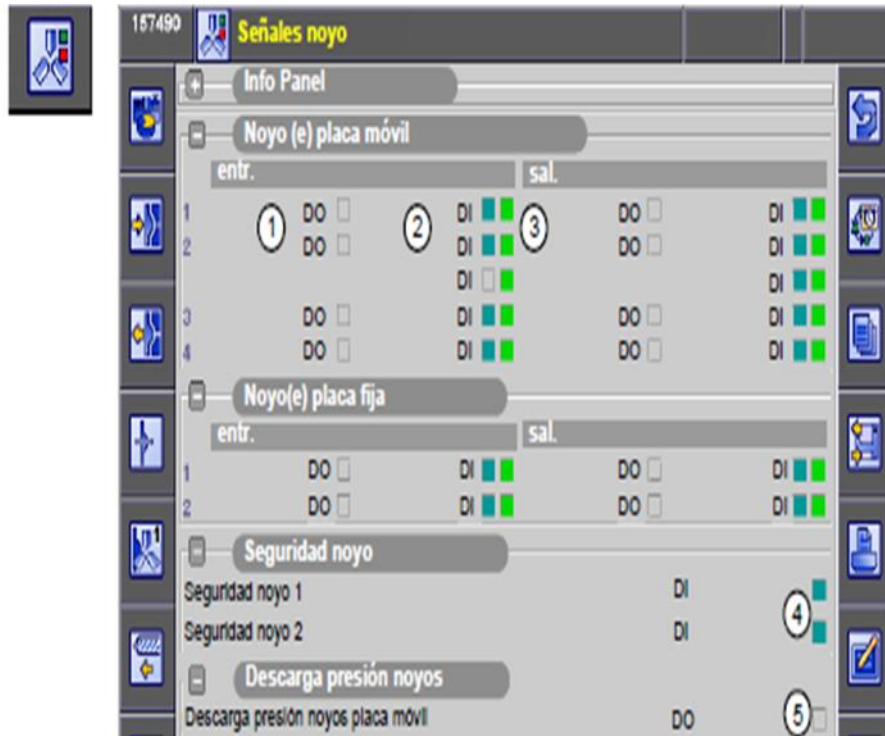 157490 Señales noyo
Info Panel
Noyo (e) placa móvil
entr. sal.
1 DO DI DO DI
1 2 3
2 DO DI DO DI
DI DI
3 DO DI DO DI
4 DO DI DO DI
Noyo(e) placa fija
entr. sal.
1 DO DI DO DI
2 DO DI DO DI
Seguridad noyo
Seguridad noyo 1 DI
4
Seguridad noyo 2 DI
Descarga presión noyos
Descarga presión noyos placa móvil DO 5